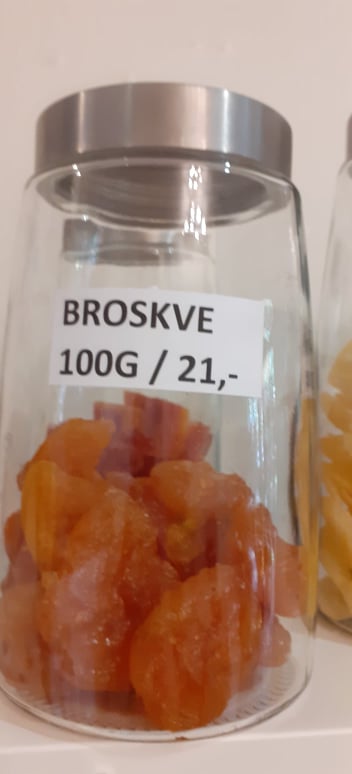 BROSKVE
100G / 21,-